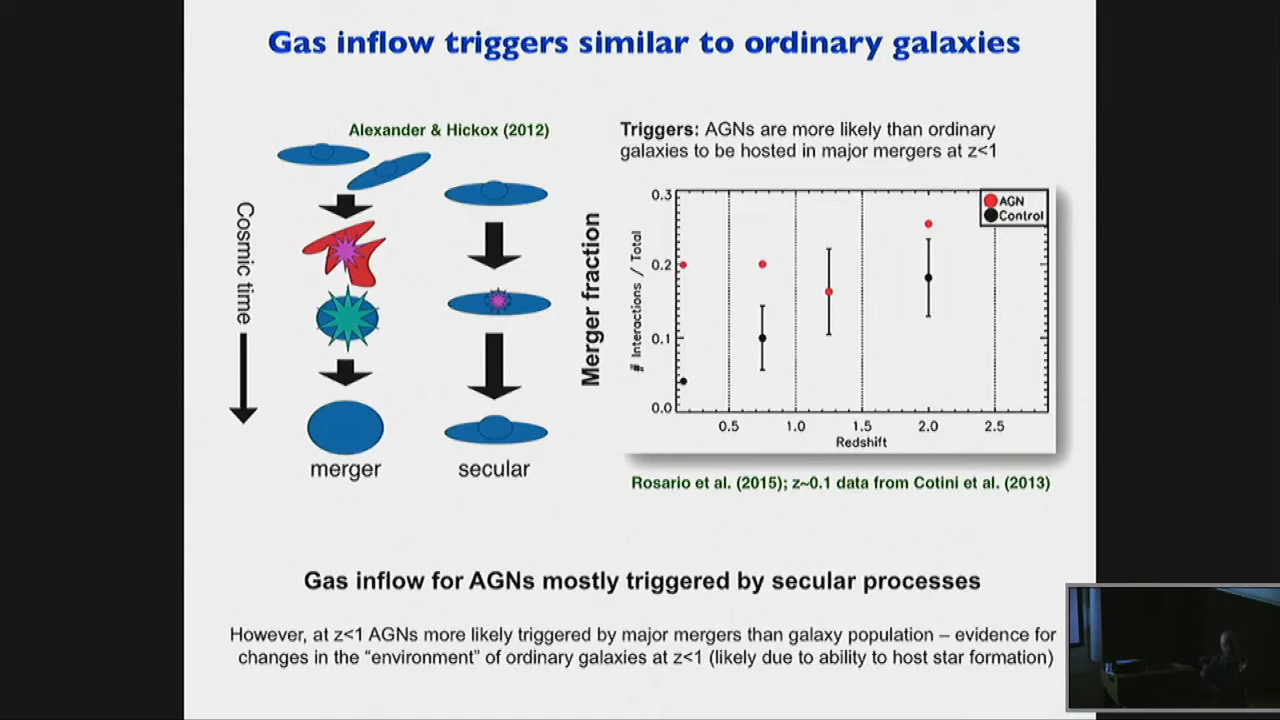 Gas inflow triggers similar to ordinary galaxies
Alexander & Hickox (2012)
Cosmic time
merger
secular
Triggers: AGNs are more likely than ordinary
galaxies to be hosted in major mergers at z<1
Merger fraction
# Interactions / Total
0.3
0.2
0.1
0.0
AGN
Control
0.5 1.0 1.5 2.0 2.5
Redshift
Rosario et al. (2015); z~0.1 data from Cotini et al. (2013)
Gas inflow for AGNs mostly triggered by secular processes
However, at z<1 AGNs more likely triggered by major mergers than galaxy population – evidence for
changes in the “environment” of ordinary galaxies at z<1 (likely due to ability to host star formation)